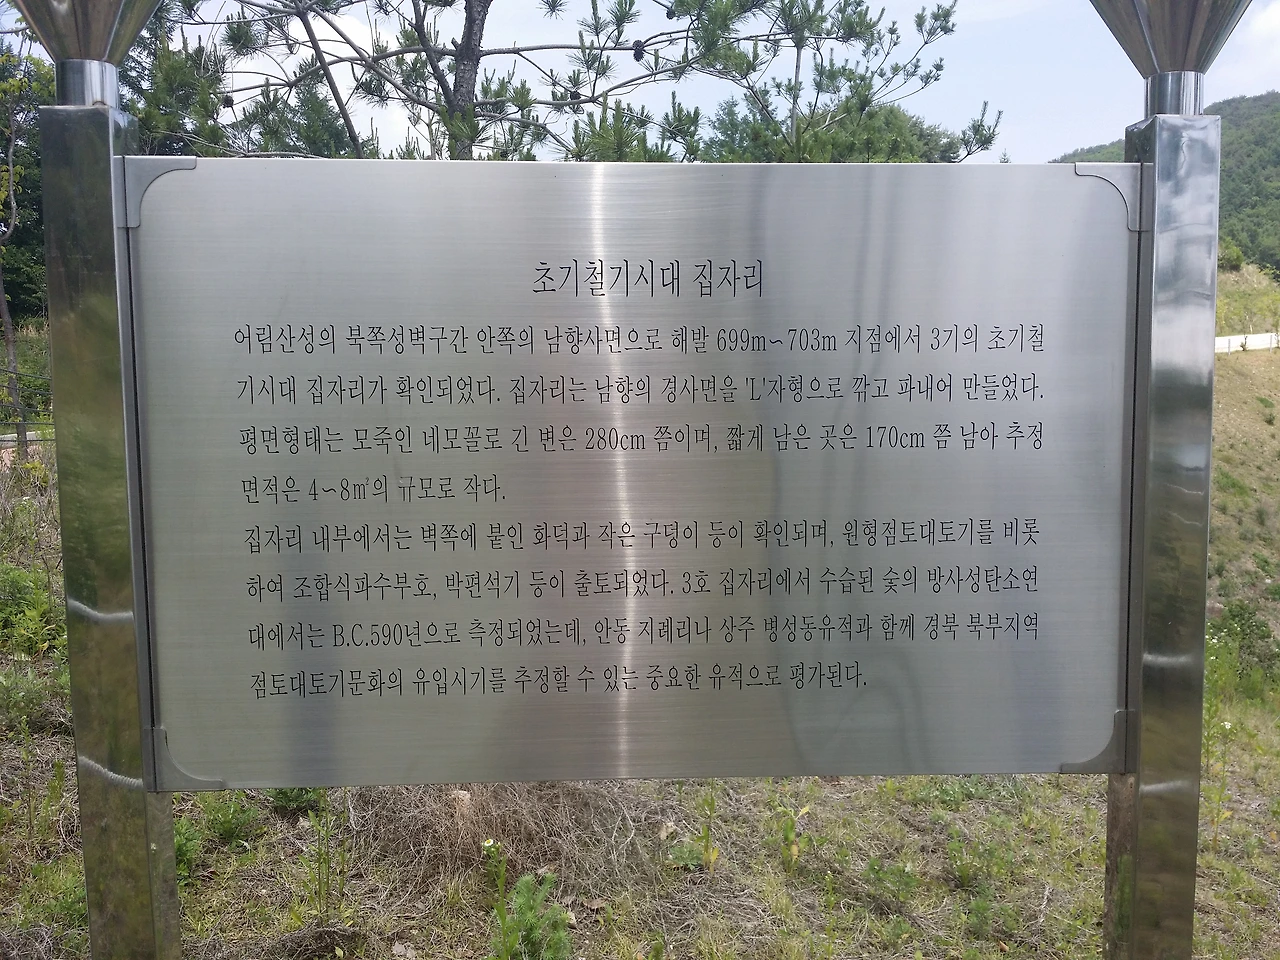 초기철기시대 집자리
어림산성의 북쪽성벽구간 안쪽의 남향사면으로 해발 699m~703m 지점에서 3기의 초기철
기시대 집자리가 확인되었다. 집자리는 남향의 경사면을 'L'자형으로 깎고 파내어 만들었다.
평면형태는 모죽인 네모꼴로 긴 변은 280cm 쯤이며, 짧게 남은 곳은 170cm 쯤 남아 추정
면적은 4~8㎡의 규모로 작다.
집자리 내부에서는 벽쪽에 붙인 화덕과 작은 구덩이 등이 확인되며, 원형점토대토기를 비롯
하여 조합식파수부호, 박편석기 등이 출토되었다. 3호 집자리에서 수습된 숯의 방사성탄소연
대에서는 B.C.590년으로 측정되었는데, 안동 지례리나 상주 병성동유적과 함께 경북 북부지역
점토대토기문화의 유입시기를 추정할 수 있는 중요한 유적으로 평가된다.